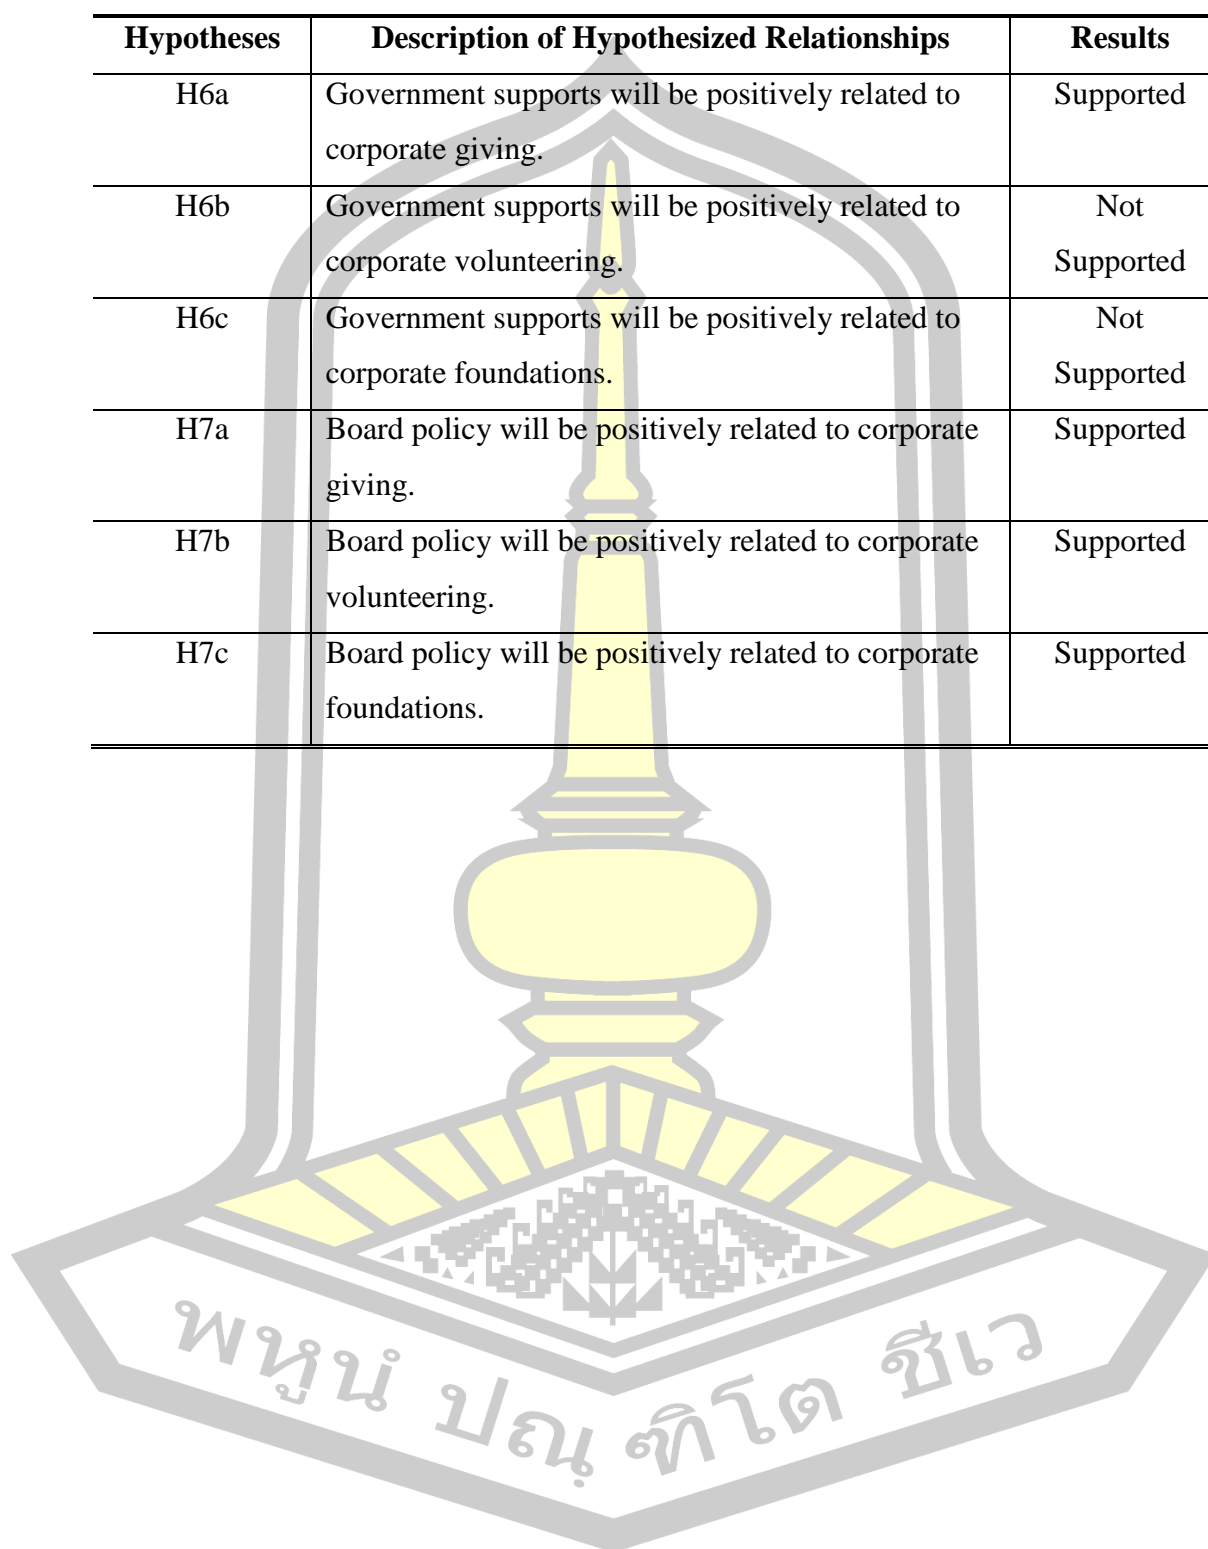 Hypotheses Description of Hypothesized Relationships Results
H6a Government supports will be positively related to Supported
corporate giving.
H6b Government supports will be positively related to Not
corporate volunteering. Supported
H6c Government supports will be positively related to Not
corporate foundations. Supported
H7a Board policy will be positively related to corporate Supported
giving.
H7b Board policy will be positively related to corporate Supported
volunteering.
H7c Board policy will be positively related to corporate Supported
foundations.
พหูนํ ปณฺฑิโต ชีเว